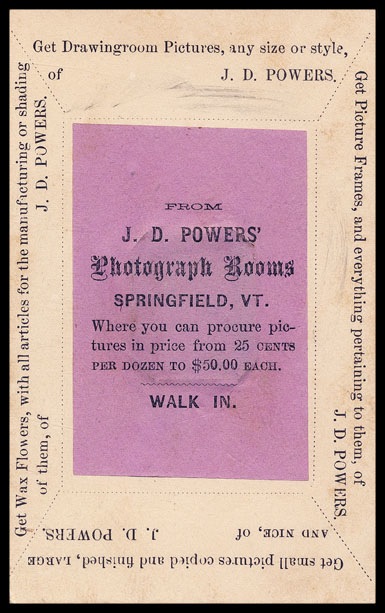 Get Drawingroom Pictures, any size or style,
of J. D. POWERS.
Get Picture Frames, and everything pertaining to them, of
J. D. POWERS.
Get small pictures copied and finished, LARGE
AND NICE, of J. D. POWERS.
Get Wax Flowers, with all articles for the manufacturing or shading
of them, of J. D. POWERS.
FROM
J. D. POWERS'
Photograph Rooms
SPRINGFIELD, VT.
Where you can procure pic-
tures in price from 25 CENTS
PER DOZEN TO $50.00 EACH.
WALK IN.